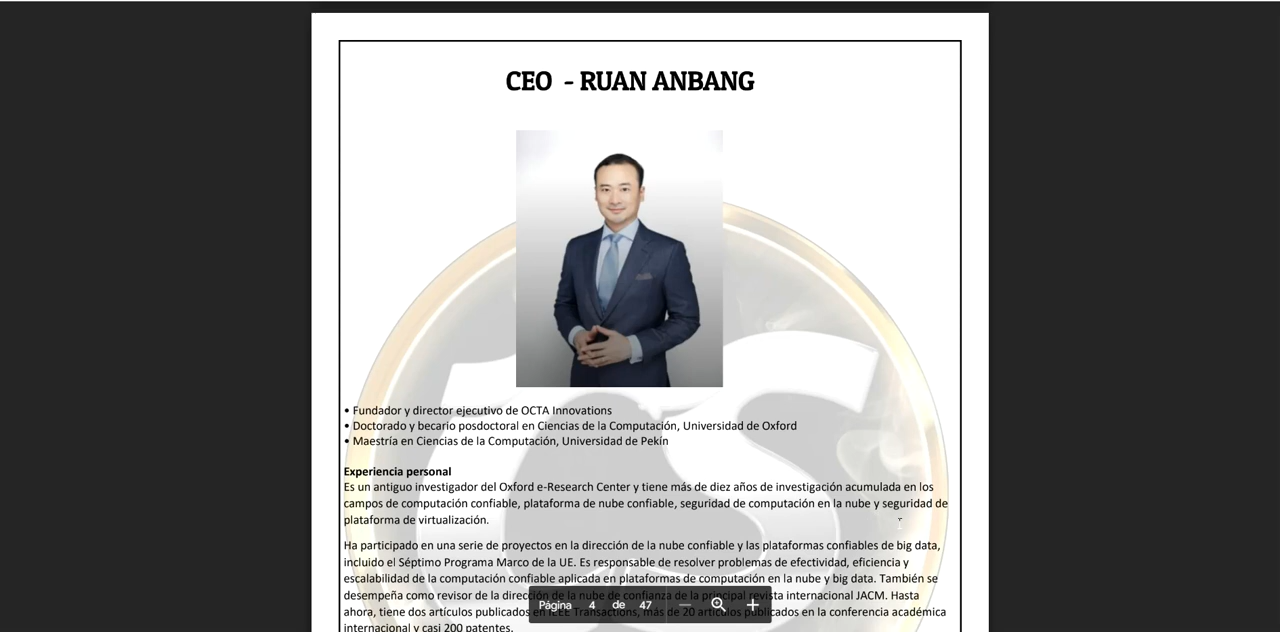 CEO - RUAN ANBANG
• Fundador y director ejecutivo de OCTA Innovations
• Doctorado y becario posdoctoral en Ciencias de la Computación, Universidad de Oxford
• Maestría en Ciencias de la Computación, Universidad de Pekín
Experiencia personal
Es un antiguo investigador del Oxford e-Research Center y tiene más de diez años de investigación acumulada en los
campos de computación confiable, plataforma de nube confiable, seguridad de computación en la nube y seguridad de
plataforma de virtualización.
Ha participado en una serie de proyectos en la dirección de la nube confiable y las plataformas confiables de big data,
incluido el Séptimo Programa Marco de la UE. Es responsable de resolver problemas de efectividad, eficiencia y
escalabilidad de la computación confiable aplicada en plataformas de computación en la nube y big data. También se
desempeña como revisor de la dirección de la nube de confianza de la principal revista internacional JACM. Hasta
ahora, tiene dos artículos publicados en IEEE Transactions, más de 20 artículos publicados en la conferencia académica
internacional y casi 200 patentes.
Página 4 de 47